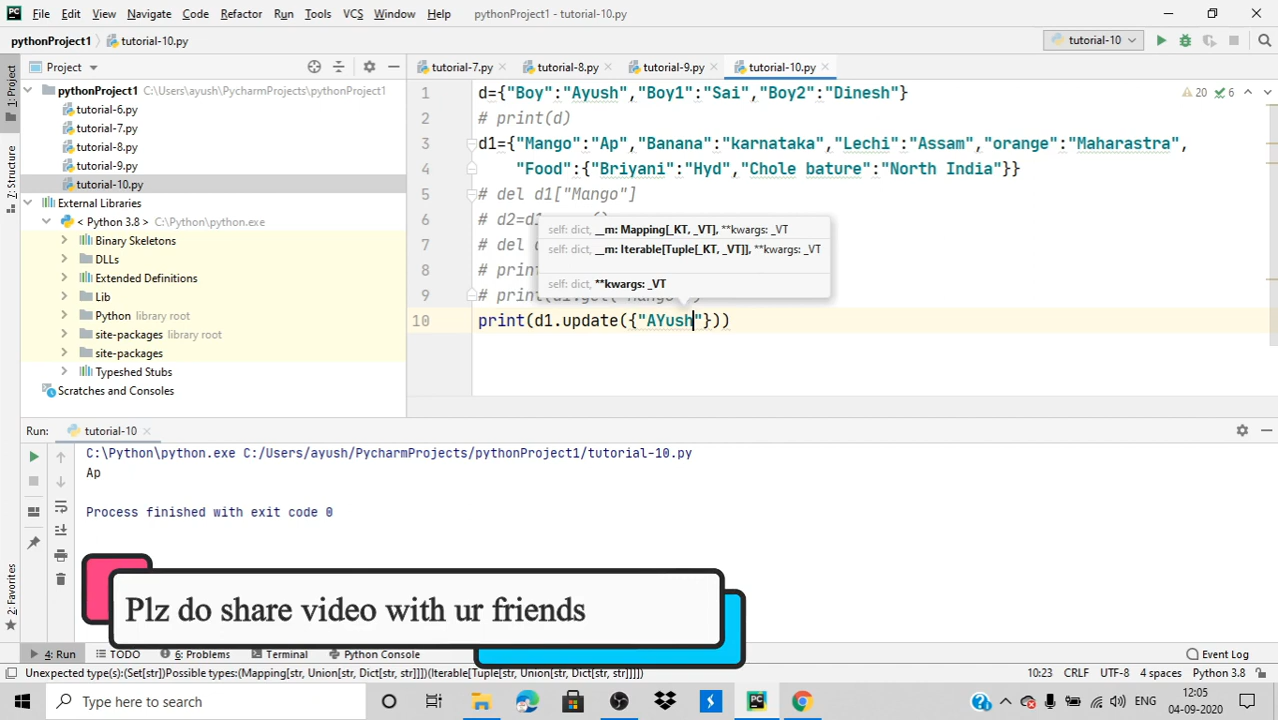 File Edit View Navigate Code Refactor Run Tools VCS Window Help pythonProject1 - tutorial-10.py
pythonProject1 tutorial-10.py tutorial-10
Project tutorial-7.py tutorial-8.py tutorial-9.py tutorial-10.py
1: Project
pythonProject1 C:\Users\ayush\PycharmProjects\pythonProject1
tutorial-6.py
tutorial-7.py
tutorial-8.py
tutorial-9.py
tutorial-10.py
External Libraries
< Python 3.8 > C:\Python\python.exe
Binary Skeletons
DLLs
Extended Definitions
Lib
Python library root
site-packages library root
site-packages
Typeshed Stubs
Scratches and Consoles
Z: Structure
2: Favorites
20 6
1 d={"Boy":"Ayush","Boy1":"Sai","Boy2":"Dinesh"}
2 # print(d)
3 d1={"Mango":"Ap","Banana":"karnataka","Lechi":"Assam","orange":"Maharastra",
4 "Food":{"Briyani":"Hyd","Chole bature":"North India"}}
5 # del d1["Mango"]
6 # d2=d1
7 # del
8 # print
9 # print(d1.get("Mango"))
10 print(d1.update({"AYush"}))
self: dict, __m: Mapping[_KT, _VT], **kwargs: _VT
self: dict, __m: Iterable[Tuple[_KT, _VT]], **kwargs: _VT
self: dict, **kwargs: _VT
Run: tutorial-10
C:\Python\python.exe C:/Users/ayush/PycharmProjects/pythonProject1/tutorial-10.py
Ap
Process finished with exit code 0
Plz do share video with ur friends
4: Run TODO 6: Problems Terminal Python Console Event Log
Unexpected type(s):(Set[str])Possible types:(Mapping[str, Union[str, Dict[str, str]]])(Iterable[Tuple[str, Union[str, Dict[str, str]]]]) 10:23 CRLF UTF-8 4 spaces Python 3.8
Type here to search
ENG
12:05
04-09-2020